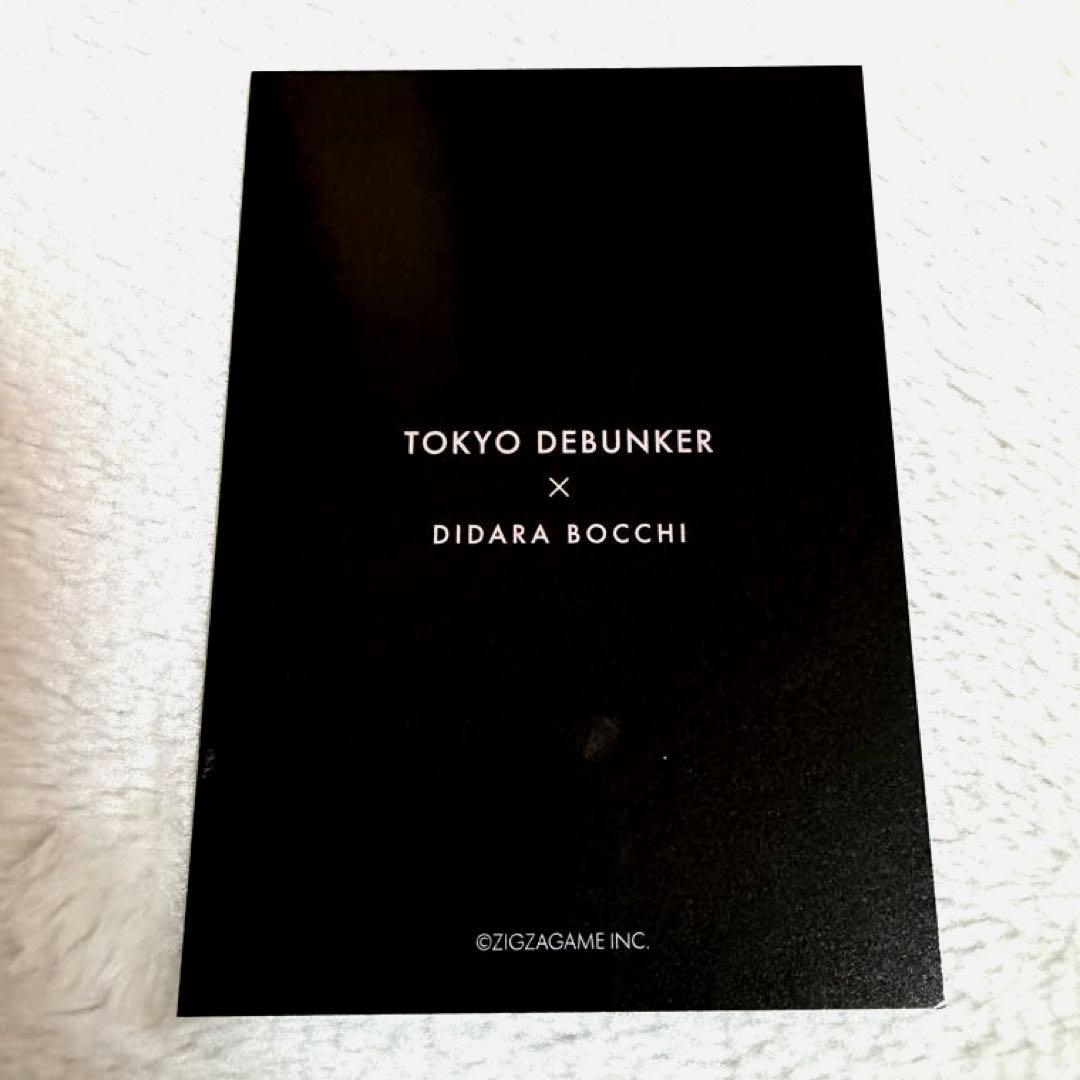 TOKYO DEBUNKER
×
DIDARA BOCCHI
©ZIGZAGAME INC.